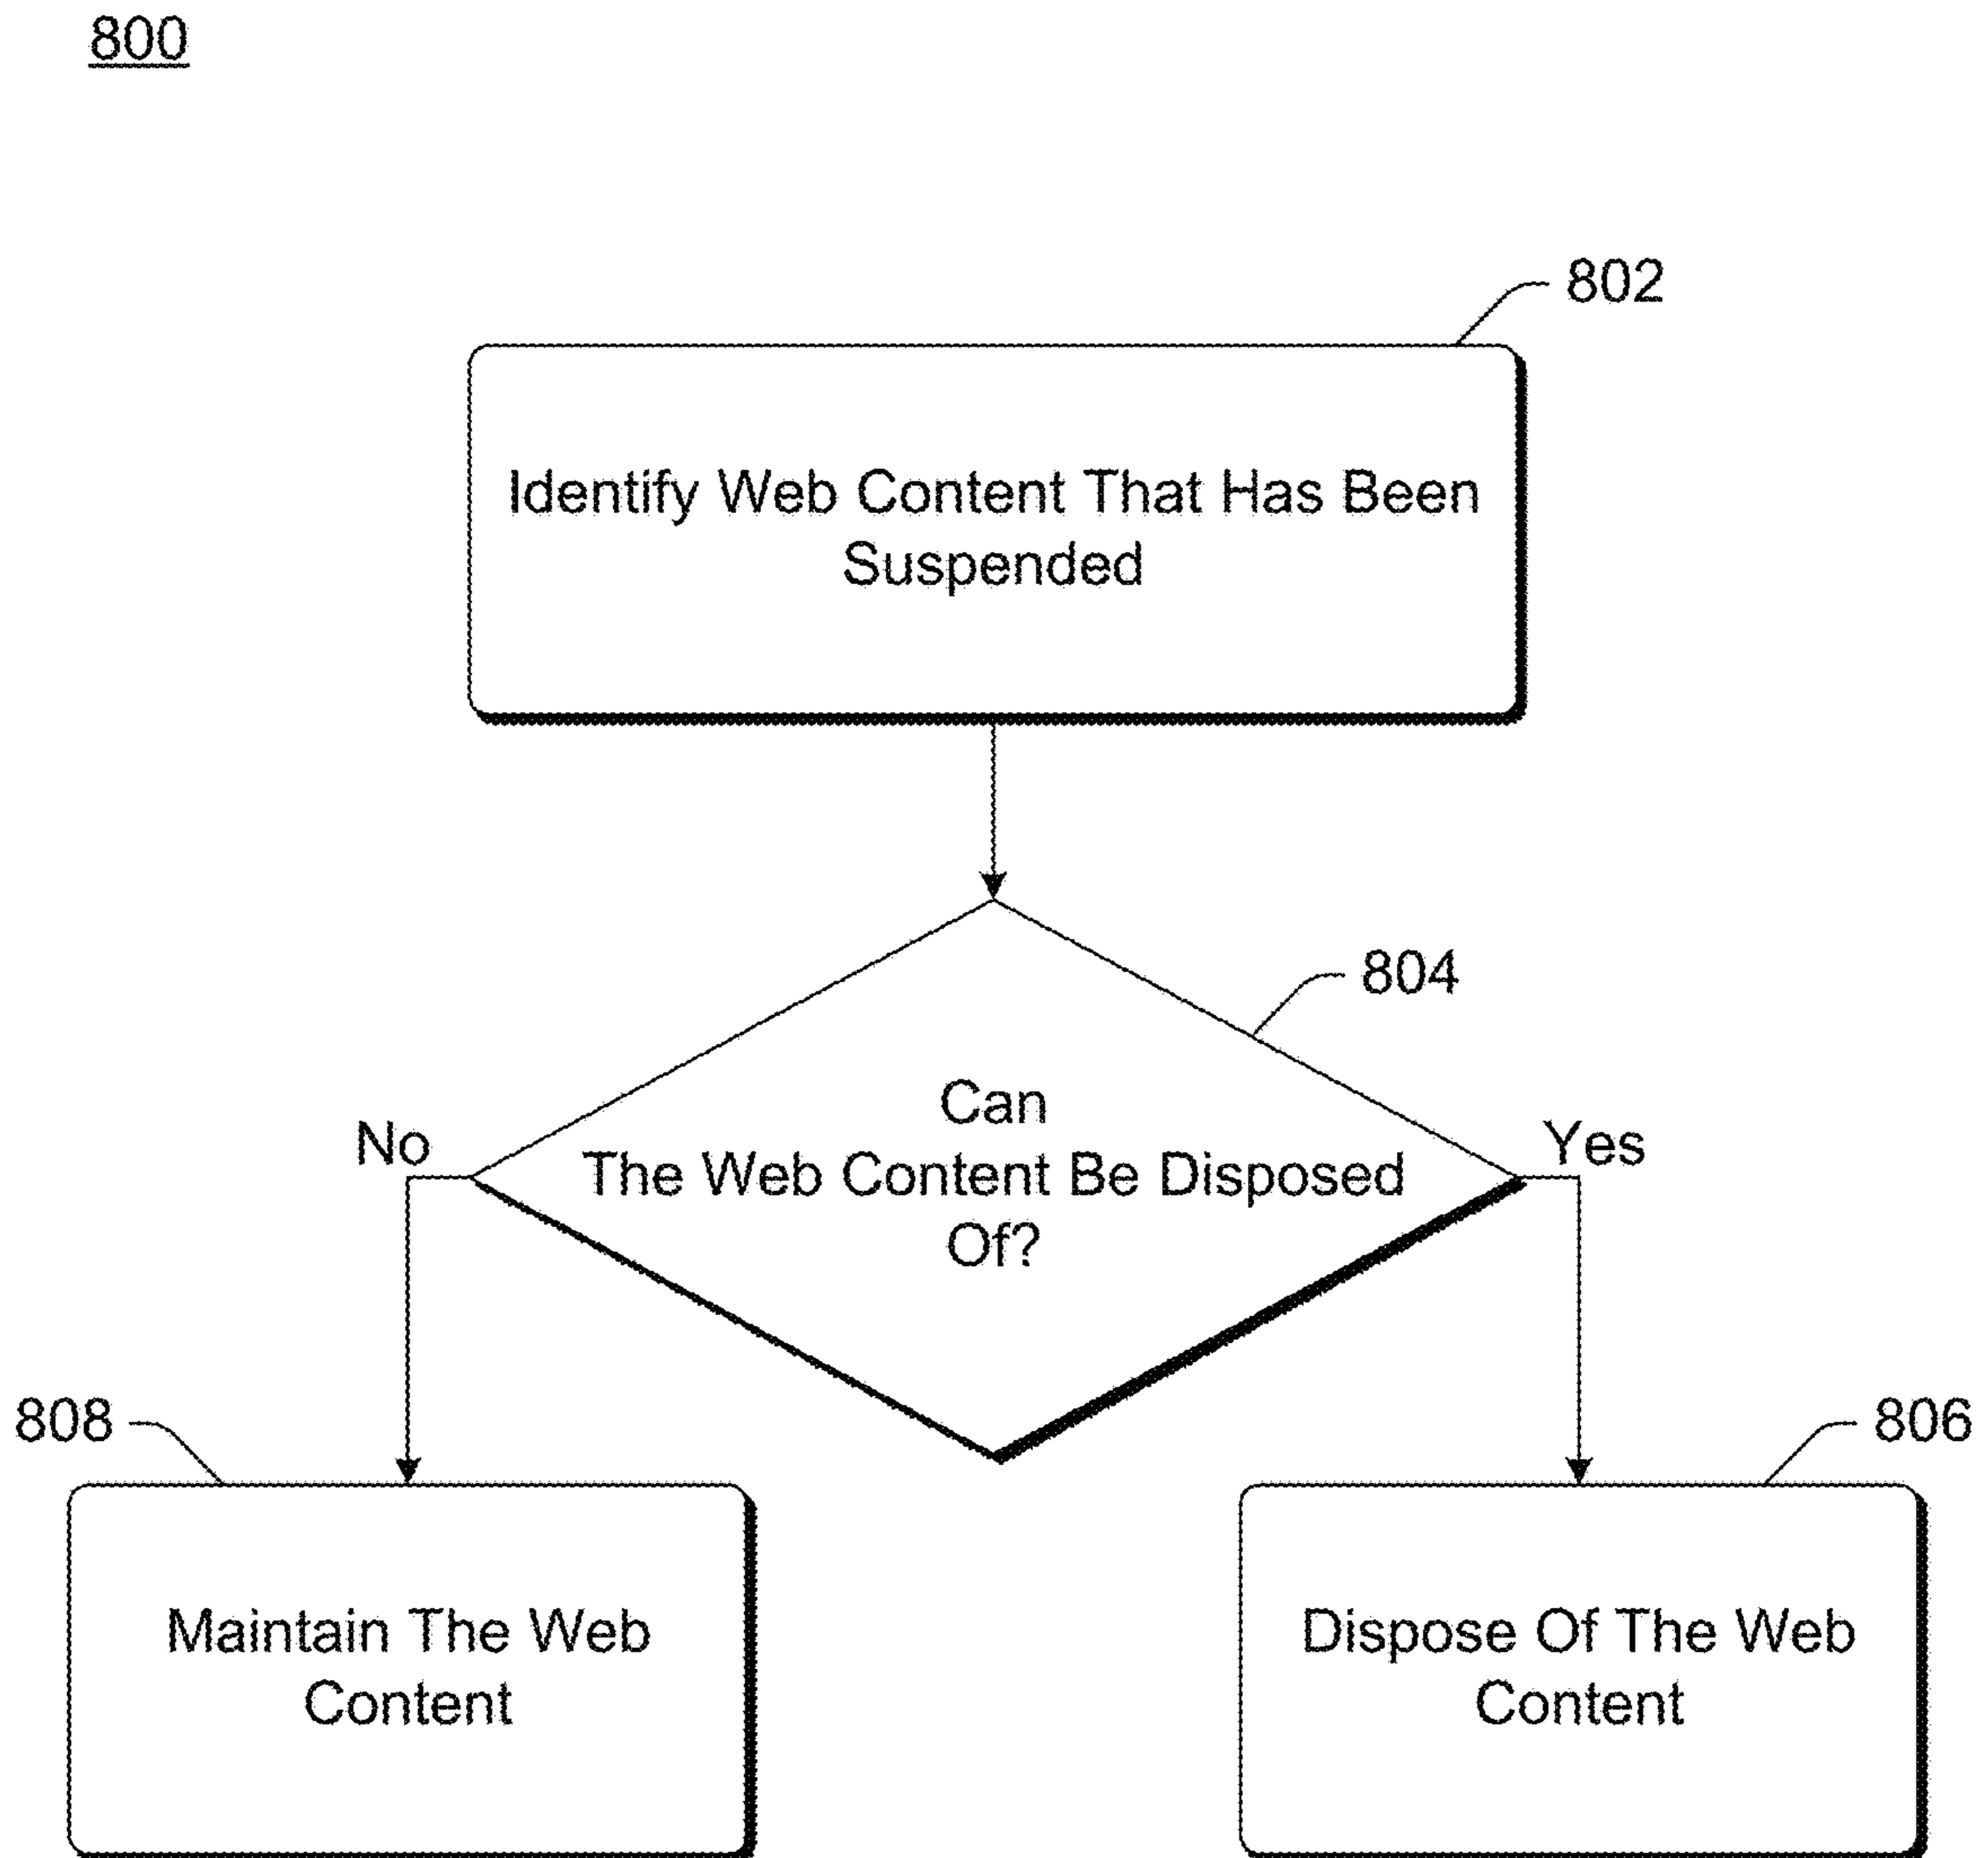 800
802
Identify Web Content That Has Been
Suspended
804
Can
The Web Content Be Disposed
Of?
No
Yes
808
806
Maintain The Web
Content
Dispose Of The Web
Content